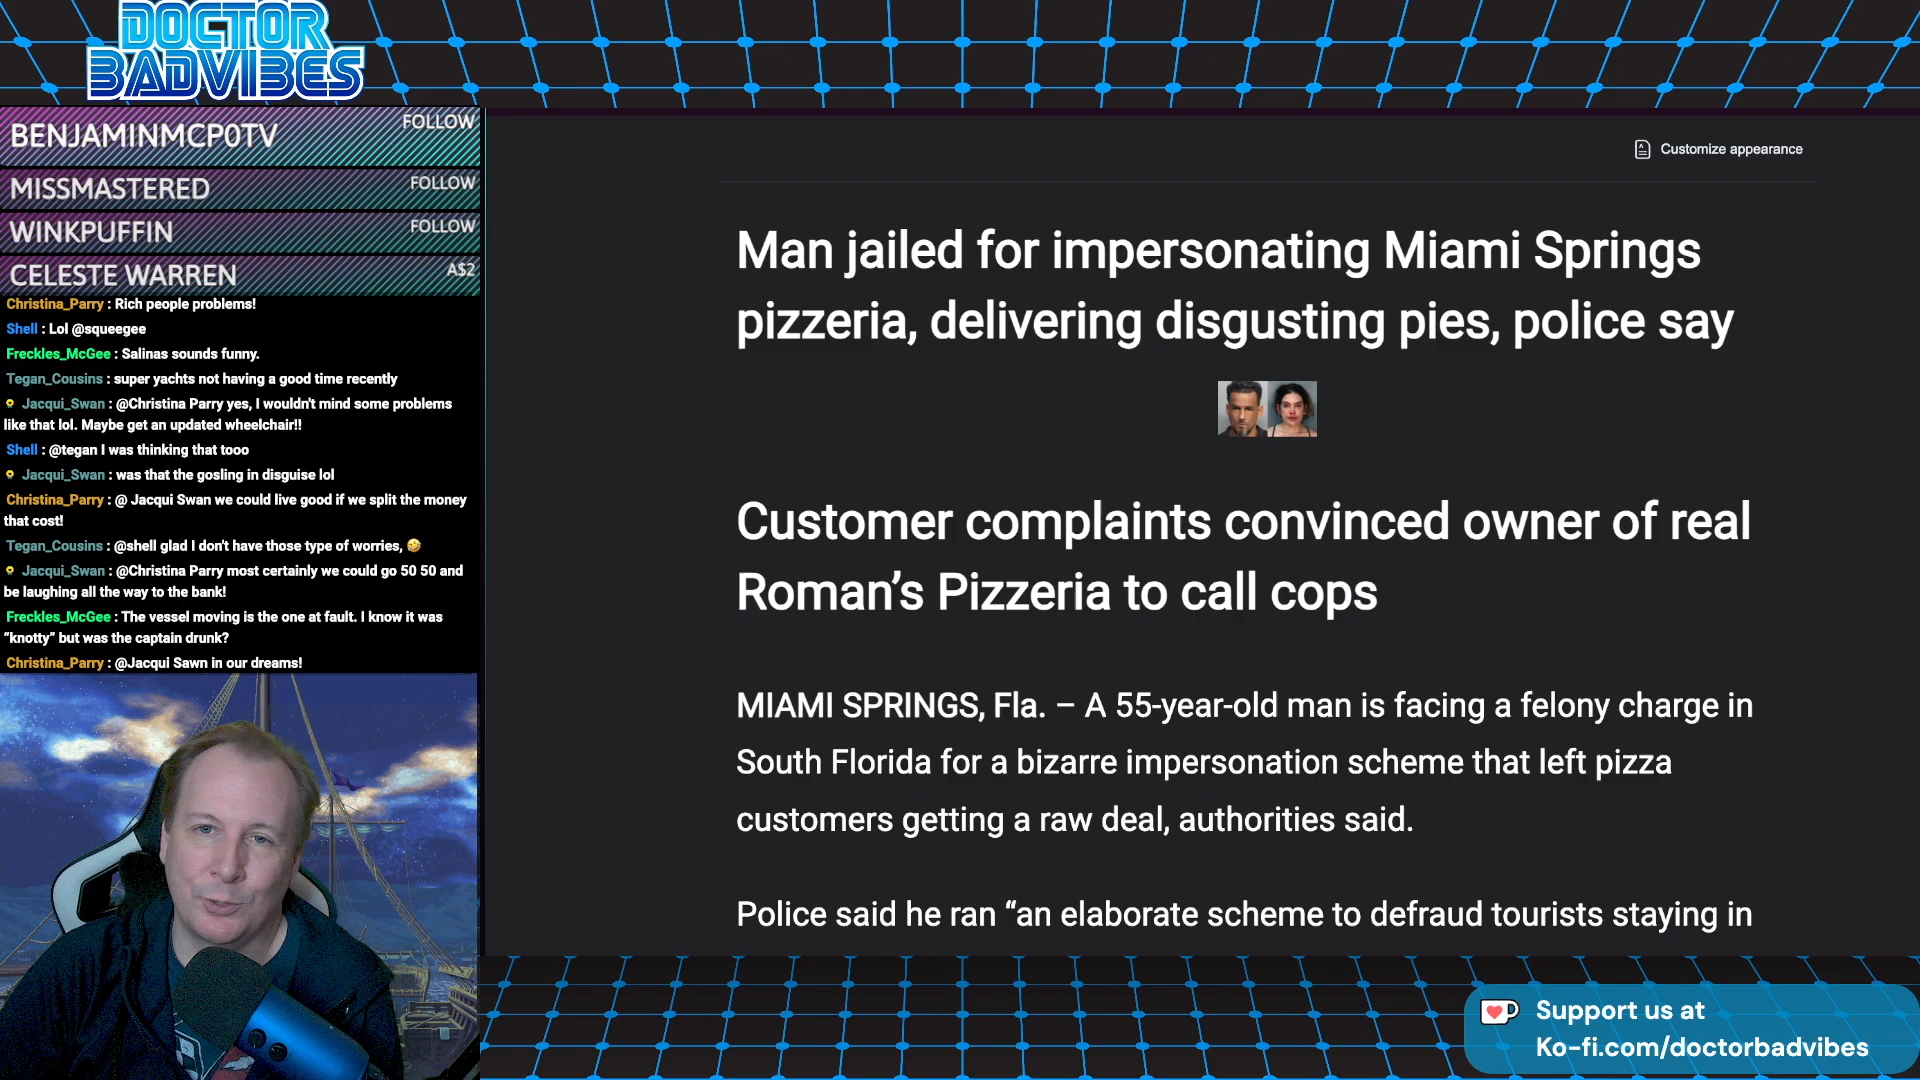 DOCTOR
BADVIBES
BENJAMINMCP0TV FOLLOW
MISSMASTERED FOLLOW
WINKPUFFIN FOLLOW
CELESTE WARREN A$2
Christina_Parry : Rich people problems!
Shell : Lol @squeegee
Freckles_McGee : Salinas sounds funny.
Tegan_Cousins : super yachts not having a good time recently
Jacqui_Swan : @Christina Parry yes, I wouldn't mind some problems
like that lol. Maybe get an updated wheelchair!!
Shell : @tegan I was thinking that tooo
Jacqui_Swan : was that the gosling in disguise lol
Christina_Parry : @ Jacqui Swan we could live good if we split the money
that cost!
Tegan_Cousins : @shell glad I don't have those type of worries, 🤣
Jacqui_Swan : @Christina Parry most certainly we could go 50 50 and
be laughing all the way to the bank!
Freckles_McGee : The vessel moving is the one at fault. I know it was
“knotty” but was the captain drunk?
Christina_Parry : @Jacqui Sawn in our dreams!
Customize appearance
Man jailed for impersonating Miami Springs
pizzeria, delivering disgusting pies, police say
Customer complaints convinced owner of real
Roman’s Pizzeria to call cops
MIAMI SPRINGS, Fla. – A 55-year-old man is facing a felony charge in
South Florida for a bizarre impersonation scheme that left pizza
customers getting a raw deal, authorities said.
Police said he ran “an elaborate scheme to defraud tourists staying in
Support us at
Ko-fi.com/doctorbadvibes